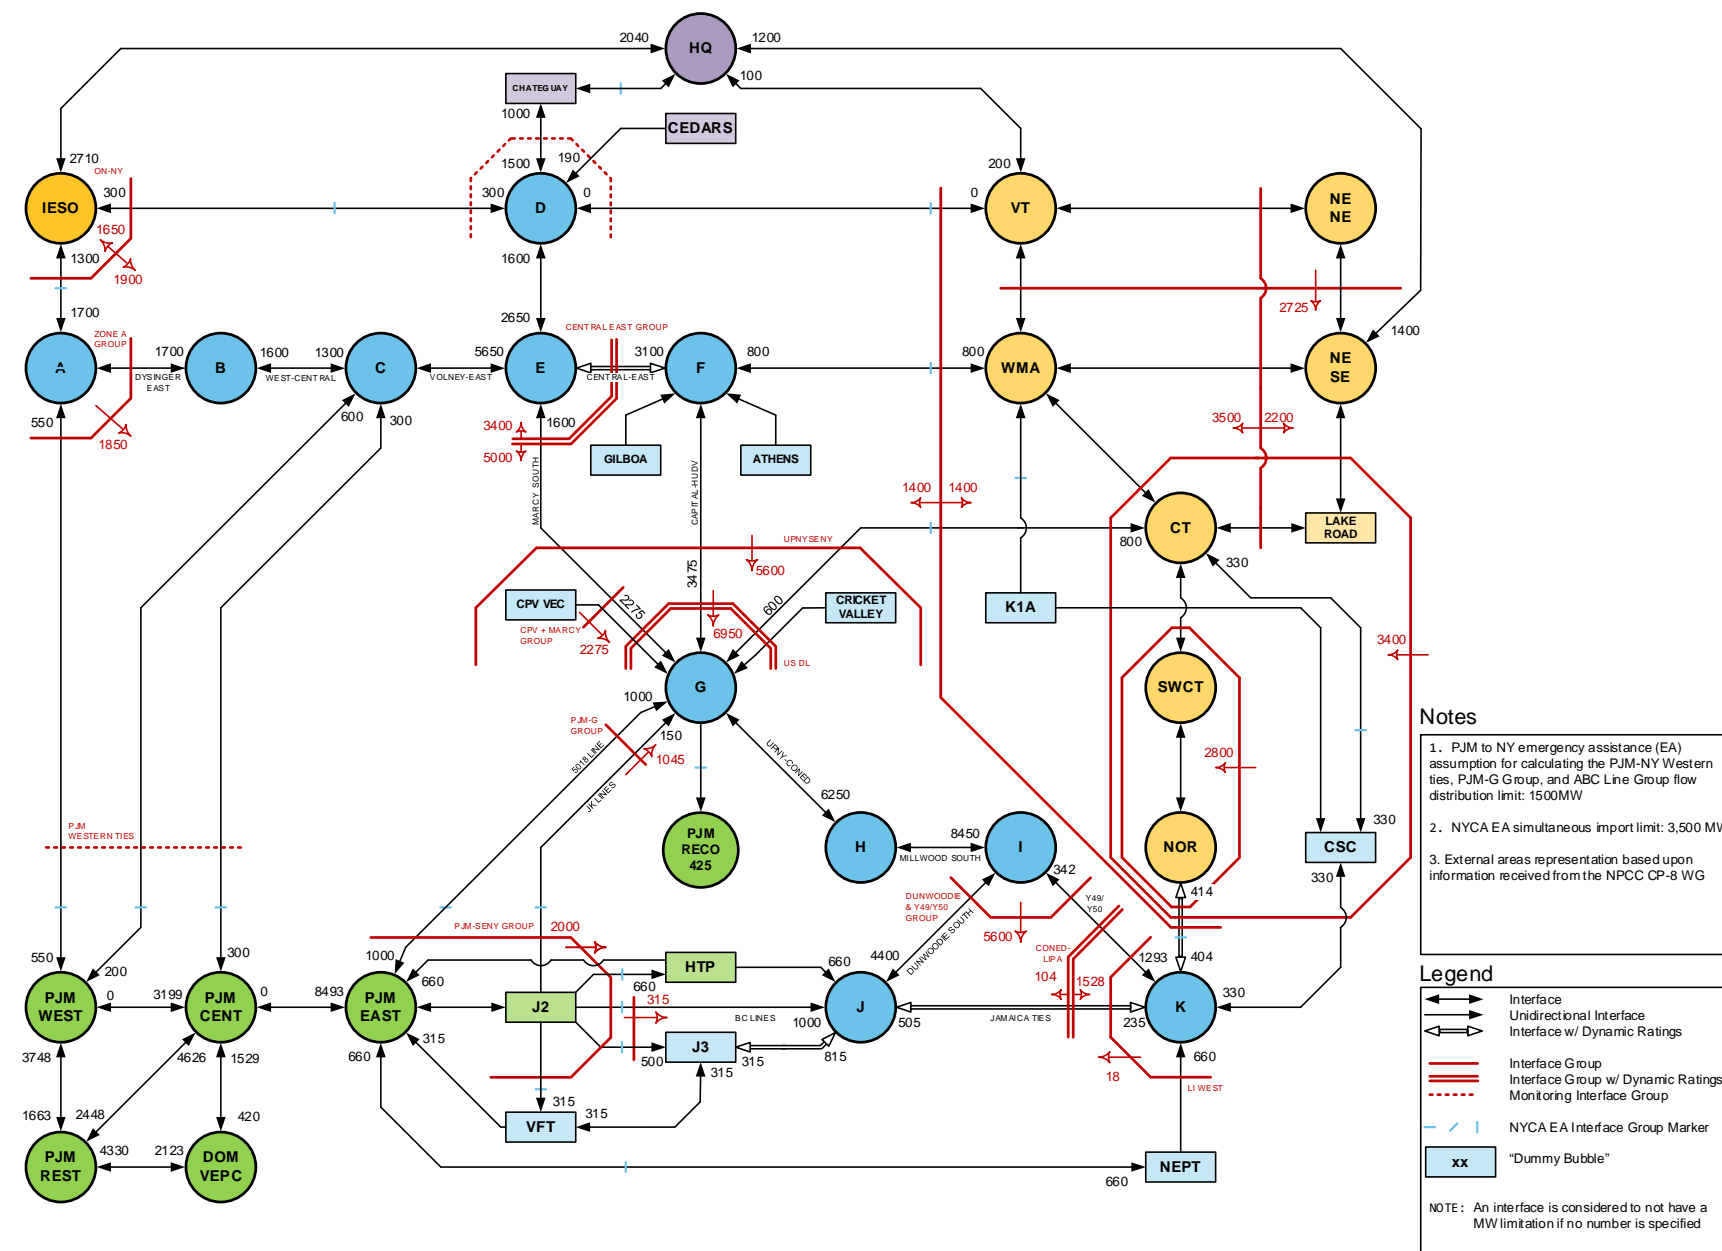 2040
HQ
1200
100
CHATEGUAY
1000
CEDARS
1500
190
200
2710
ON-NY
300
300
0
0
IESO
D
VT
NE
NE
1650
1300
1900
1600
2725
1700
2650
CENTRAL EAST GROUP
1400
ZONE A
GROUP
1700
1600
1300
5650
3100
800
800
A
B
C
E
F
WMA
NE
SE
DYSINGER
EAST
WEST-CENTRAL
VOLNEY-EAST
CENTRAL-EAST
550
600
300
1600
1850
3400
5000
3500
2200
GILBOA
ATHENS
MARCY SOUTH
CAPITAL-HUDV
1400
1400
CT
LAKE
ROAD
800
330
UPNYSENY
5600
3475
2275
600
CPV VEC
CRICKET
VALLEY
K1A
CPV + MARCY
GROUP
2275
6950
US DL
3400
G
SWCT
1000
150
PJM-G
GROUP
1045
5018 LINE
JK LINES
UPNY-CONED
2800
6250
8450
330
PJM
WESTERN TIES
PJM
RECO
425
H
MILLWOOD SOUTH
I
NOR
CSC
342
330
414
DUNWOODIE
& Y49/Y50
GROUP
Y49/
Y50
PJM-SENY GROUP
2000
5600
DUNWOODIE SOUTH
CONED-
LIPA
550
200
300
0
1000
660
HTP
660
660
4400
104
1528
1293
404
0
3199
8493
PJM
WEST
PJM
CENT
PJM
EAST
J2
315
BC LINES
J
1000
505
JAMAICA TIES
235
K
330
3748
4626
1529
660
315
500
J3
315
815
315
660
18
LI WEST
1663
2448
420
315
315
VFT
4330
2123
PJM
REST
DOM
VEPC
NEPT
660
Notes
1. PJM to NY emergency assistance (EA)
assumption for calculating the PJM-NY Western
ties, PJM-G Group, and ABC Line Group flow
distribution limit: 1500MW
2. NYCA EA simultaneous import limit: 3,500 MW
3. External areas representation based upon
information received from the NPCC CP-8 WG
Legend
Interface
Unidirectional Interface
Interface w/ Dynamic Ratings
Interface Group
Interface Group w/ Dynamic Ratings
Monitoring Interface Group
NYCA EA Interface Group Marker
xx
"Dummy Bubble"
NOTE: An interface is considered to not have a
MW limitation if no number is specified